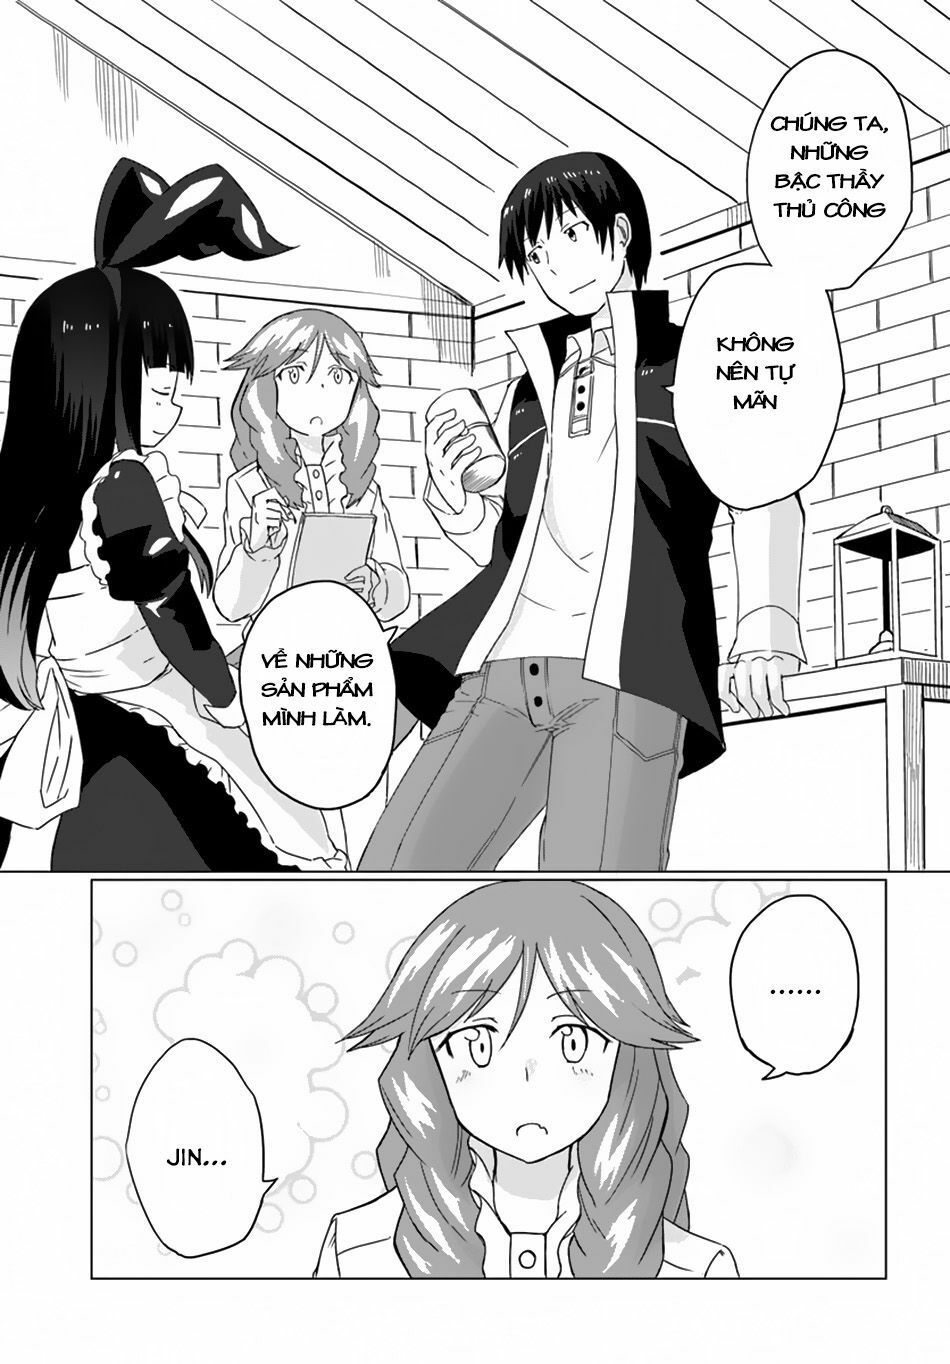 CHÚNG TA,
NHỮNG
BẬC THẦY
THỦ CÔNG
KHÔNG
NÊN TỰ
MÃN
VỀ NHỮNG
SẢN PHẨM
MÌNH LÀM.
......
JIN...